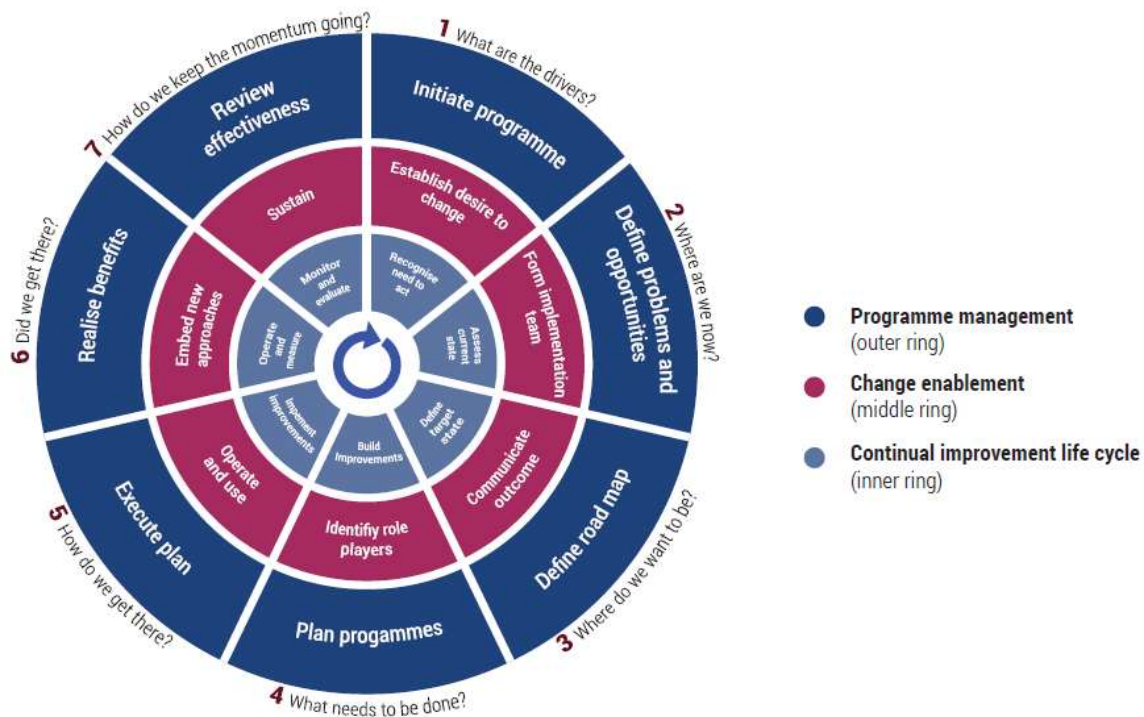 1 What are the drivers?
2 Where are we now?
3 Where do we want to be?
4 What needs to be done?
5 How do we get there?
6 Did we get there?
7 How do we keep the momentum going?
Initiate programme
Define problems and
opportunities
Define road map
Plan progammes
Execute plan
Realise benefits
Review
effectiveness
Establish desire to
change
Form implementation
team
Communicate
outcome
Identifiy role
players
Operate
and use
Embed new
approaches
Sustain
Recognise
need to
act
Assess
current
state
Define
target
state
Build
Improvements
Impement
improvements
Operate
and
measure
Monitor
and
evaluate
Programme management
(outer ring)
Change enablement
(middle ring)
Continual improvement life cycle
(inner ring)